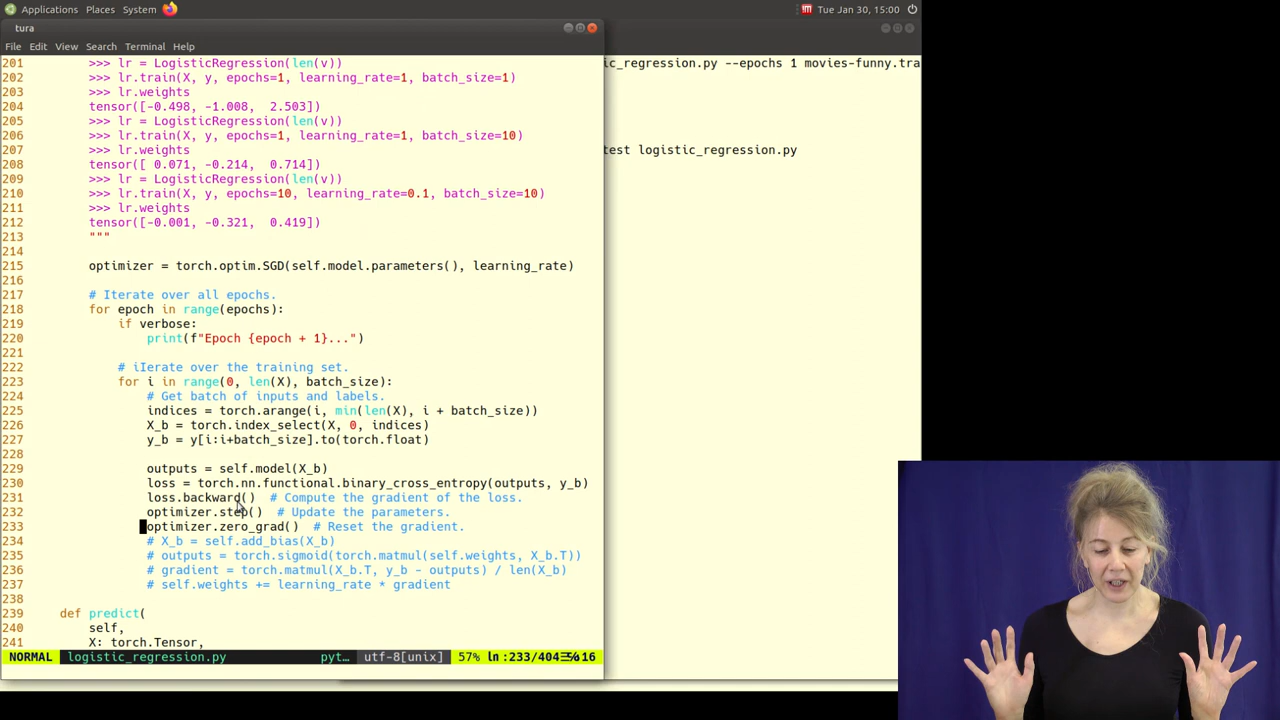 Applications Places System Tue Jan 30, 15:00
tura
File Edit View Search Terminal Help
201 >>> lr = LogisticRegression(len(v))
202 >>> lr.train(X, y, epochs=1, learning_rate=1, batch_size=1)
203 >>> lr.weights
204 tensor([-0.498, -1.008,  2.503])
205 >>> lr = LogisticRegression(len(v))
206 >>> lr.train(X, y, epochs=1, learning_rate=1, batch_size=10)
207 >>> lr.weights
208 tensor([ 0.071, -0.214,  0.714])
209 >>> lr = LogisticRegression(len(v))
210 >>> lr.train(X, y, epochs=10, learning_rate=0.1, batch_size=10)
211 >>> lr.weights
212 tensor([-0.001, -0.321,  0.419])
213 """
214
215 optimizer = torch.optim.SGD(self.model.parameters(), learning_rate)
216
217 # Iterate over all epochs.
218 for epoch in range(epochs):
219 if verbose:
220 print(f"Epoch {epoch + 1}...")
221
222 # iIerate over the training set.
223 for i in range(0, len(X), batch_size):
224 # Get batch of inputs and labels.
225 indices = torch.arange(i, min(len(X), i + batch_size))
226 X_b = torch.index_select(X, 0, indices)
227 y_b = y[i:i+batch_size].to(torch.float)
228
229 outputs = self.model(X_b)
230 loss = torch.nn.functional.binary_cross_entropy(outputs, y_b)
231 loss.backward() # Compute the gradient of the loss.
232 optimizer.step() # Update the parameters.
233 optimizer.zero_grad() # Reset the gradient.
234 # X_b = self.add_bias(X_b)
235 # outputs = torch.sigmoid(torch.matmul(self.weights, X_b.T))
236 # gradient = torch.matmul(X_b.T, y_b - outputs) / len(X_b)
237 # self.weights += learning_rate * gradient
238
239 def predict(
240 self,
241 X: torch.Tensor,
NORMAL logistic_regression.py pyt… utf-8[unix] 57% ln:233/404
ic_regression.py --epochs 1 movies-funny.tra
test logistic_regression.py